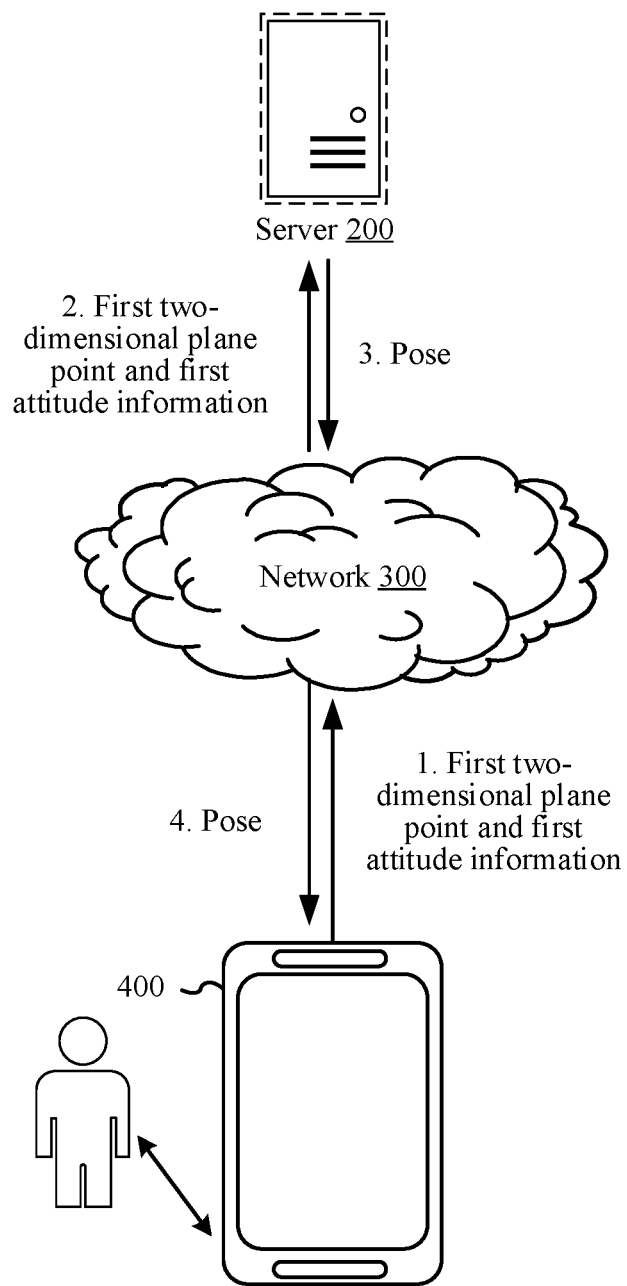 Server 200
2. First two-
dimensional plane
point and first
attitude information
3. Pose
Network 300
1. First two-
dimensional plane
point and first
attitude information
4. Pose
400